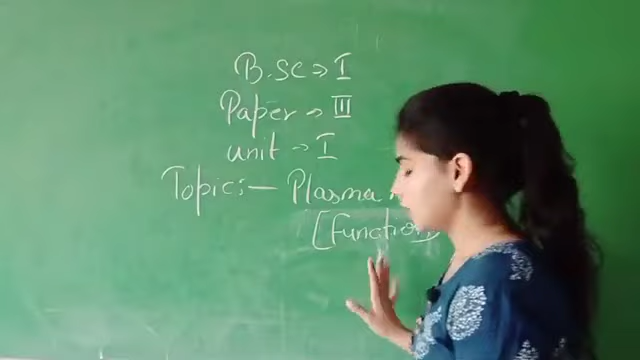 B.Sc → I
Paper → III
Unit → I
Topic:— Plasma
[Function